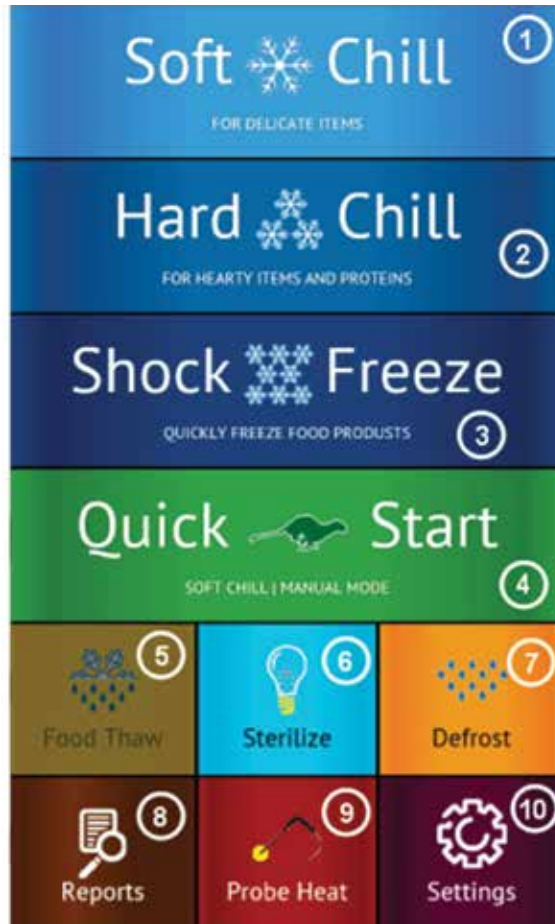 1
Soft Chill
FOR DELICATE ITEMS
Hard Chill
2
FOR HEARTY ITEMS AND PROTEINS
Shock Freeze
QUICKLY FREEZE FOOD PRODUSTS
3
Quick Start
SOFT CHILL | MANUAL MODE
4
5
Food Thaw
6
Sterilize
7
Defrost
8
Reports
9
Probe Heat
10
Settings